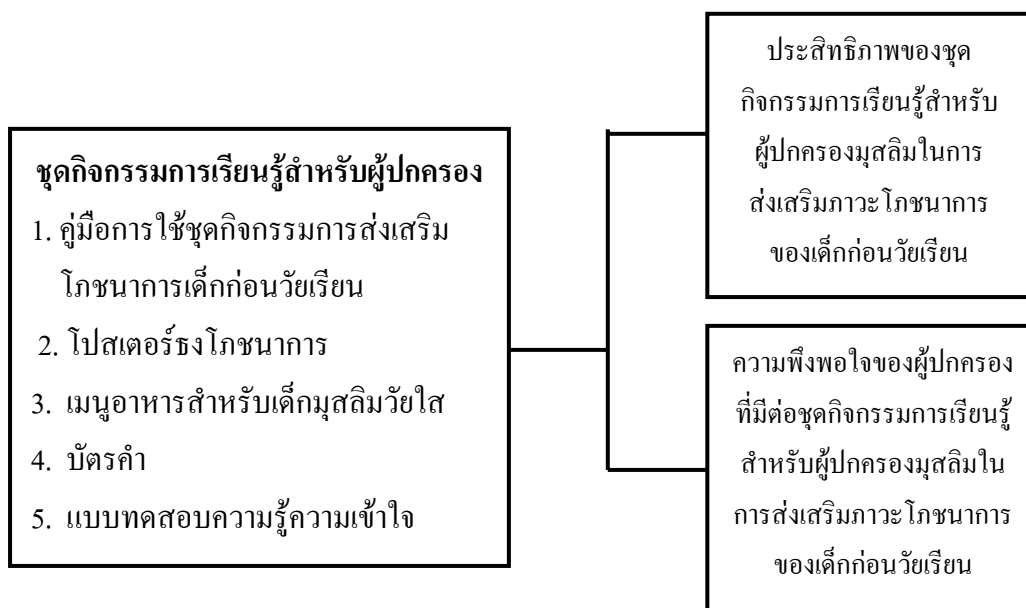 ชุดกิจกรรมการเรียนรู้สำหรับผู้ปกครอง
1. คู่มือการใช้ชุดกิจกรรมการส่งเสริม
โภชนาการเด็กก่อนวัยเรียน
2. โปสเตอร์ธงโภชนาการ
3. เมนูอาหารสำหรับเด็กมุสลิมวัยใส
4. บัตรคำ
5. แบบทดสอบความรู้ความเข้าใจ
ประสิทธิภาพของชุด
กิจกรรมการเรียนรู้สำหรับ
ผู้ปกครองมุสลิมในการ
ส่งเสริมภาวะโภชนาการ
ของเด็กก่อนวัยเรียน
ความพึงพอใจของผู้ปกครอง
ที่มีต่อชุดกิจกรรมการเรียนรู้
สำหรับผู้ปกครองมุสลิมใน
การส่งเสริมภาวะโภชนาการ
ของเด็กก่อนวัยเรียน